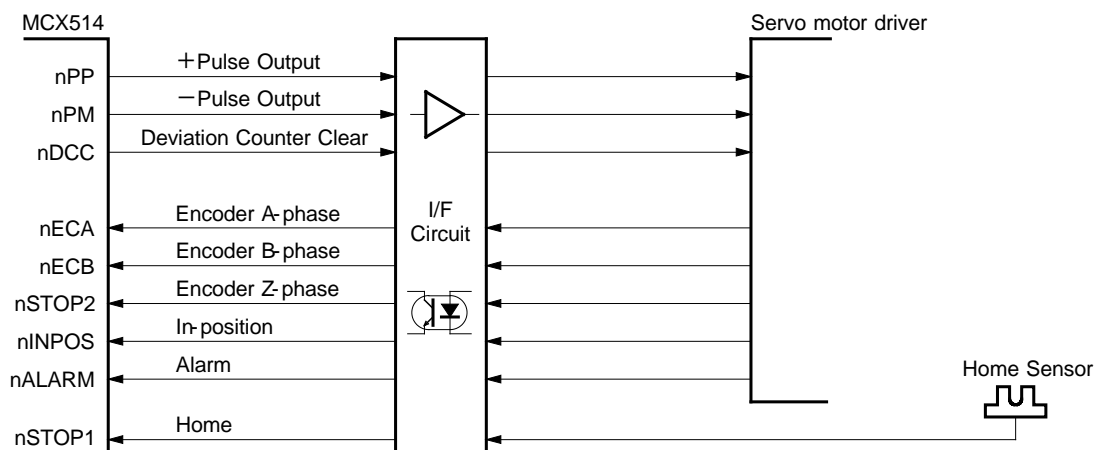 MCX514
Servo motor driver
nPP
+Pulse Output
nPM
−Pulse Output
nDCC
Deviation Counter Clear
nECA
Encoder A-phase
I/F
Circuit
nECB
Encoder B-phase
nSTOP2
Encoder Z-phase
nINPOS
In-position
nALARM
Alarm
Home Sensor
nSTOP1
Home